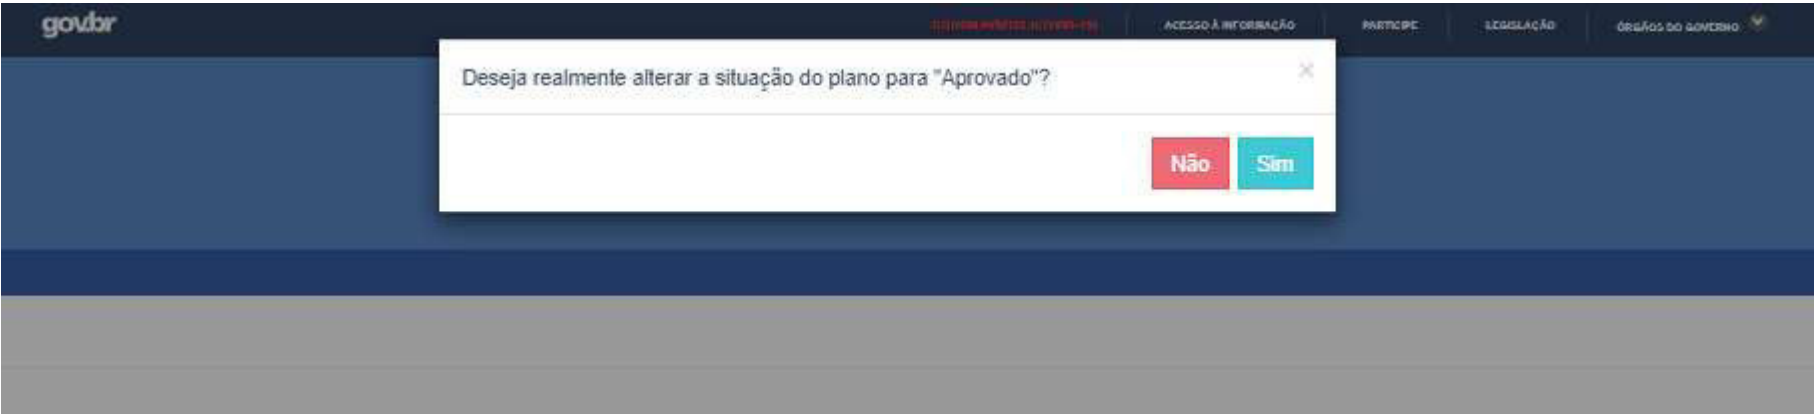 gov.br
ACESSO À INFORMAÇÃO
PARTICIPE
LEGISLAÇÃO
ÓRGÃOS DO GOVERNO
Deseja realmente alterar a situação do plano para "Aprovado"?
×
Não
Sim